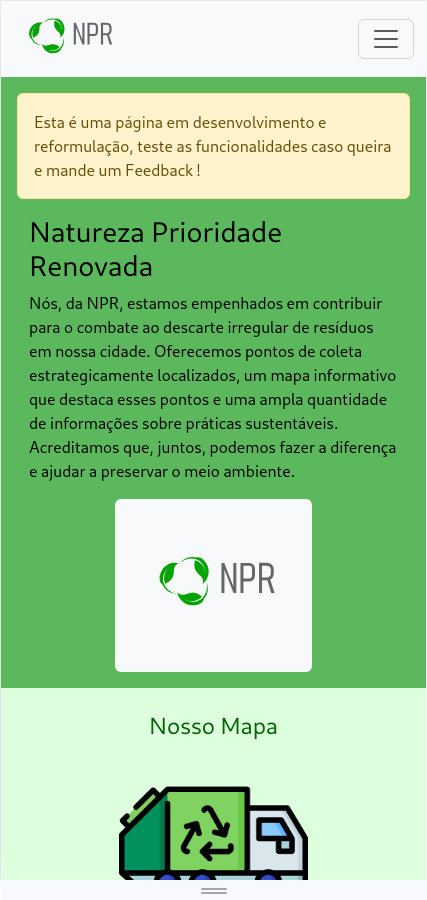 NPR
Esta é uma página em desenvolvimento e
reformulação, teste as funcionalidades caso queira
e mande um Feedback !
Natureza Prioridade
Renovada
Nós, da NPR, estamos empenhados em contribuir
para o combate ao descarte irregular de resíduos
em nossa cidade. Oferecemos pontos de coleta
estrategicamente localizados, um mapa informativo
que destaca esses pontos e uma ampla quantidade
de informações sobre práticas sustentáveis.
Acreditamos que, juntos, podemos fazer a diferença
e ajudar a preservar o meio ambiente.
NPR
Nosso Mapa